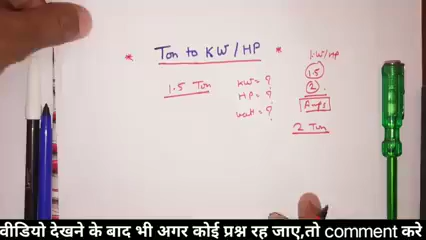 * Ton to KW/HP *
KW/HP
1.5
2
Amps
2 Ton
1.5 Ton
KW = ?
HP = ?
watt = ?
वीडियो देखने के बाद भी अगर कोई प्रश्न रह जाए,तो comment करे